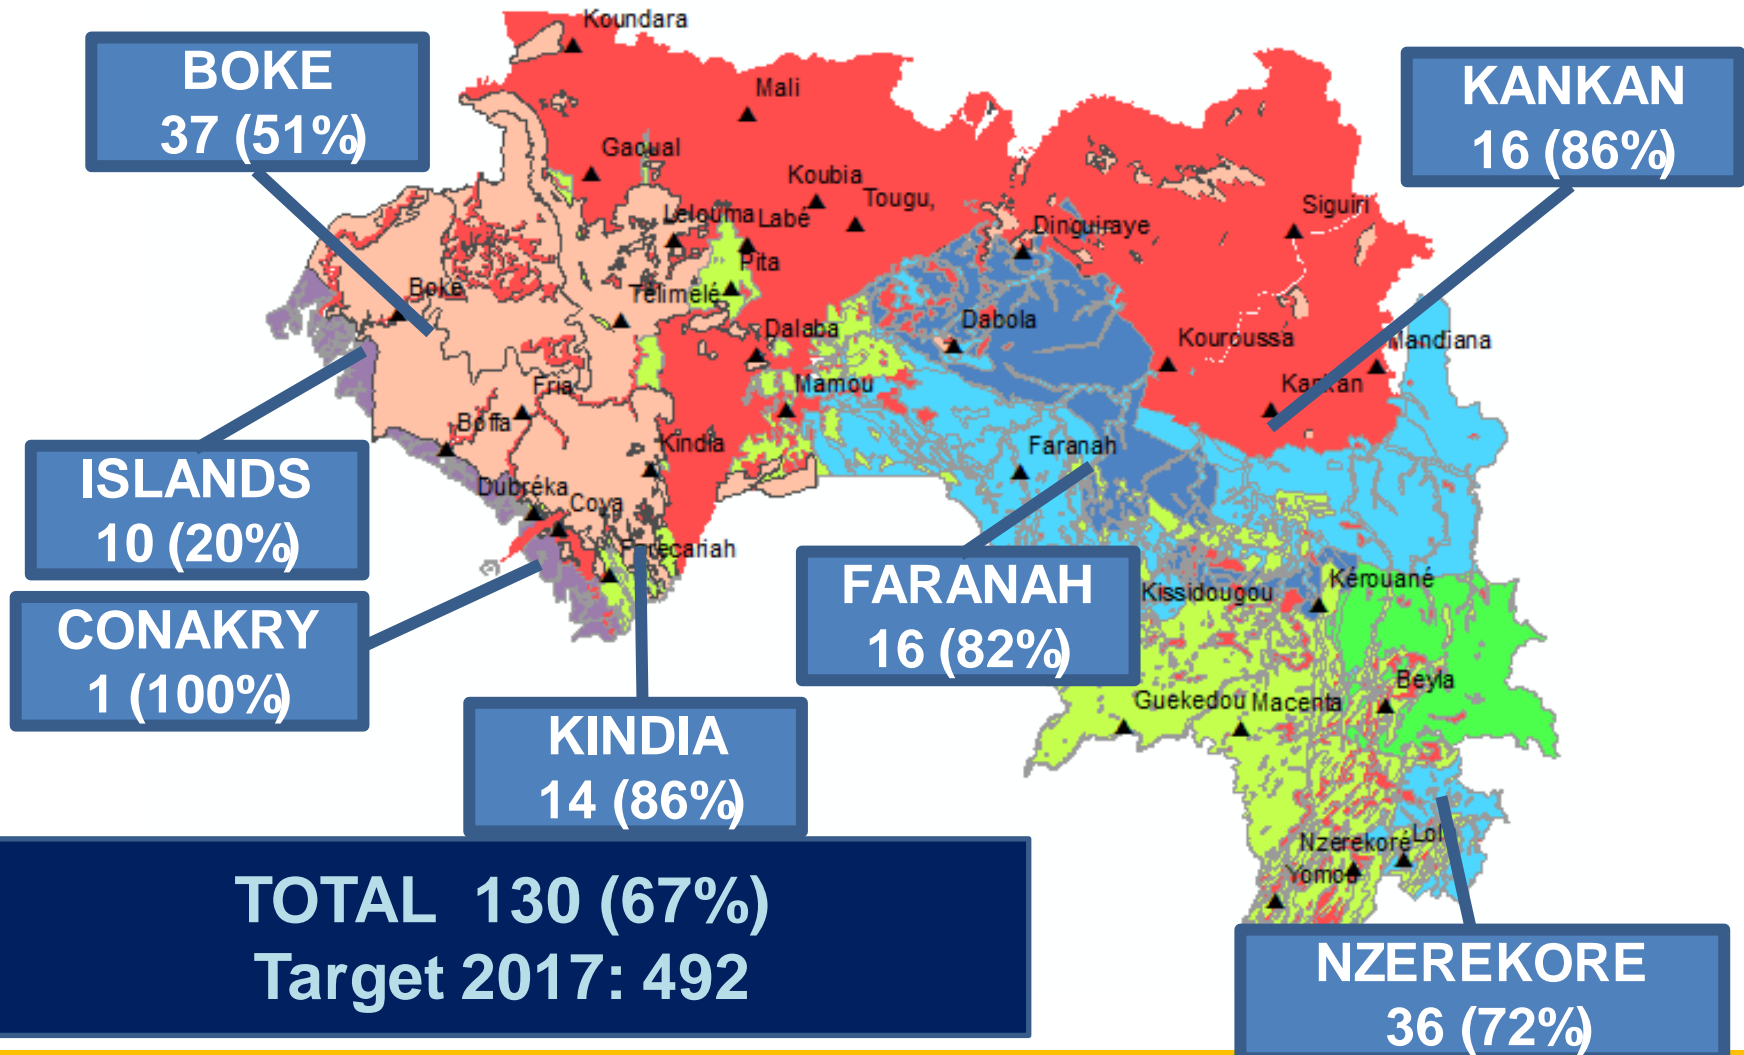 Koundara
BOKE
37 (51%)
KANKAN
16 (86%)
Mali
Gaoual
Koubia
Tougu,
Siguiri
Lelouma
Labé
Dinguiraye
Pita
Boke
Télimelé
Dalaba
Dabola
Kouroussa
Mandiana
Mamou
Kankan
Fria
Boffa
Kindia
Faranah
ISLANDS
10 (20%)
Dubréka
Coya
Forecariah
FARANAH
16 (82%)
Kissidougou
Kérouané
CONAKRY
1 (100%)
Beyla
Guekedou
Macenta
KINDIA
14 (86%)
Nzerekoré
Lola
Yomou
TOTAL 130 (67%)
Target 2017: 492
NZEREKORE
36 (72%)